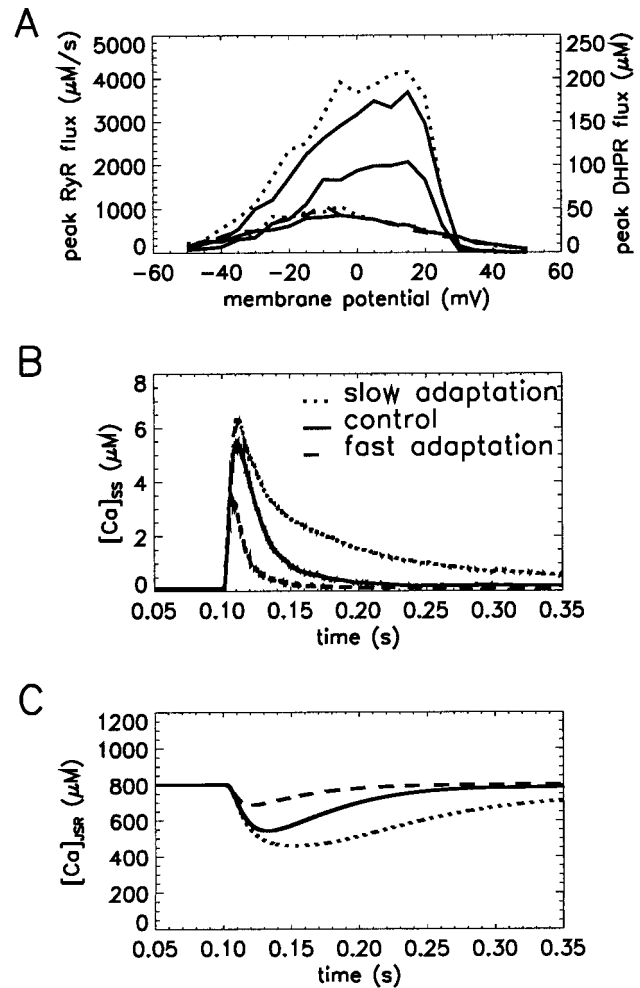 A
peak RyR flux (μM/s)
5000
4000
3000
2000
1000
0
250
200
150
100
50
0
peak DHPR flux (μM)
−60 −40 −20 0 20 40 60
membrane potential (mV)
B
[Ca]SS (μM)
8
6
4
2
0
slow adaptation
control
fast adaptation
0.05 0.10 0.15 0.20 0.25 0.30 0.35
time (s)
C
[Ca]JSR (μM)
1200
1000
800
600
400
200
0
0.05 0.10 0.15 0.20 0.25 0.30 0.35
time (s)